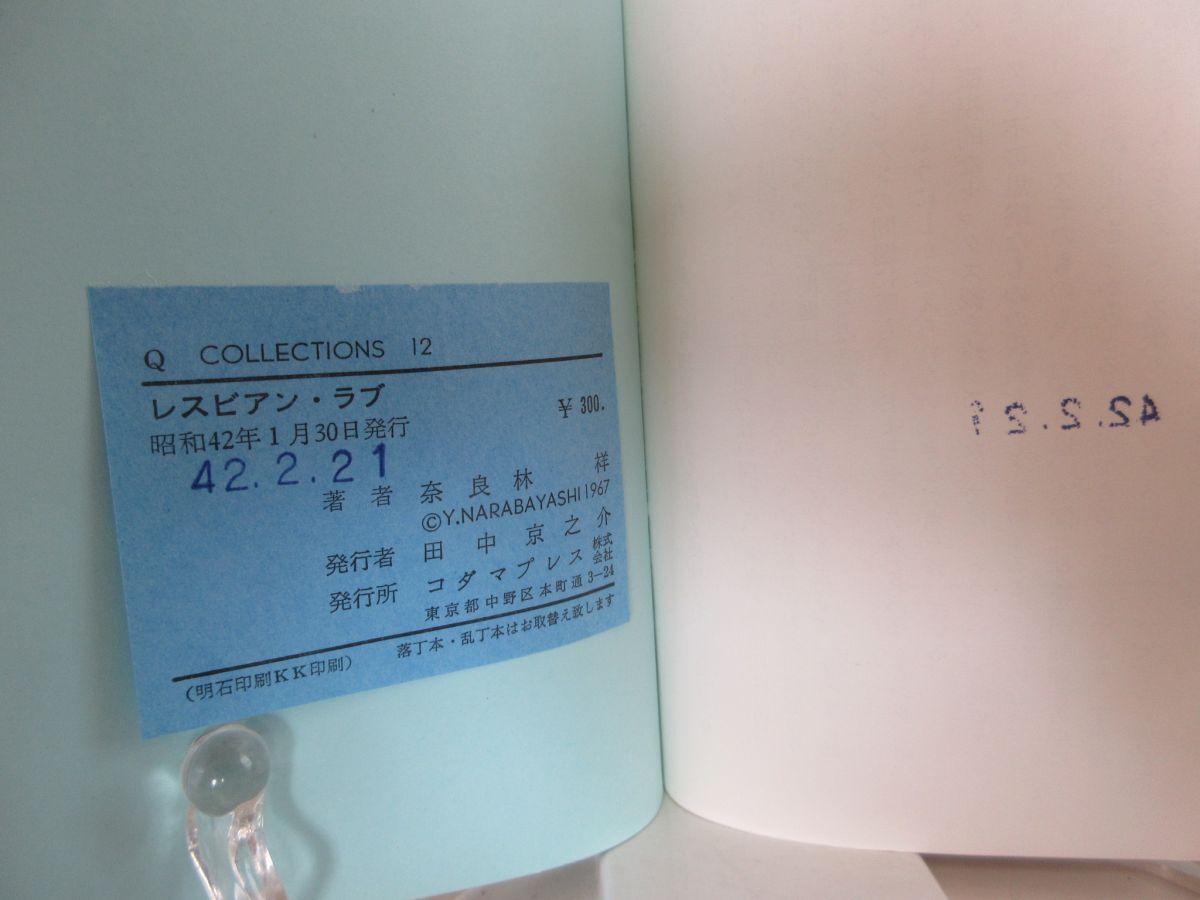 Q COLLECTIONS 12
レスビアン・ラブ
¥ 300.
昭和42年1月30日発行
42.2.21
著者 奈良林 祥
©Y.NARABAYASHI 1967
発行者 田中京之介
発行所 コダマプレス 株式会社
東京都中野区本町通3-24
落丁本・乱丁本はお取替え致します
(明石印刷KK印刷)
42.2.21